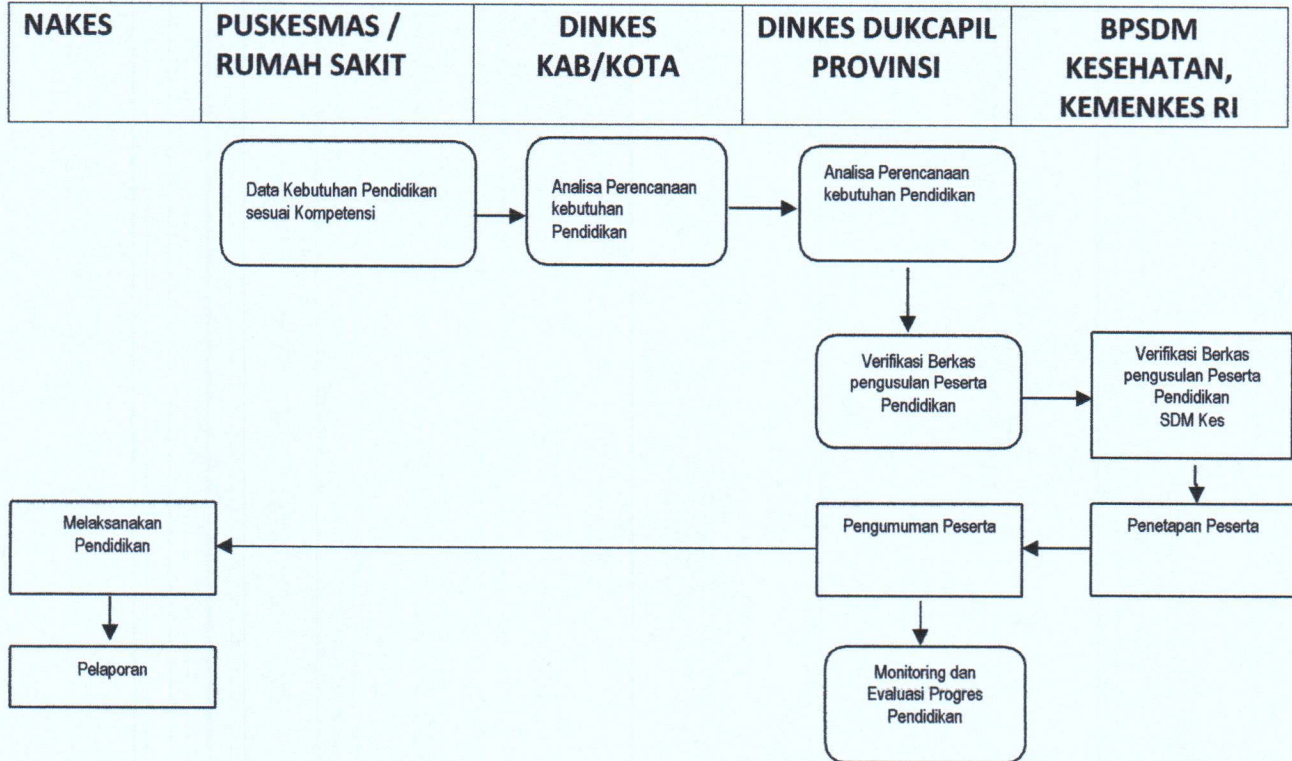 NAKES
PUSKESMAS /
RUMAH SAKIT
DINKES
KAB/KOTA
DINKES DUKCAPIL
PROVINSI
BPSDM
KESEHATAN,
KEMENKES RI
Data Kebutuhan Pendidikan
sesuai Kompetensi
Analisa Perencanaan
kebutuhan
Pendidikan
Analisa Perencanaan
kebutuhan Pendidikan
Verifikasi Berkas
pengusulan Peserta
Pendidikan
Verifikasi Berkas
pengusulan Peserta
Pendidikan
SDM Kes
Melaksanakan
Pendidikan
Pengumuman Peserta
Penetapan Peserta
Pelaporan
Monitoring dan
Evaluasi Progres
Pendidikan